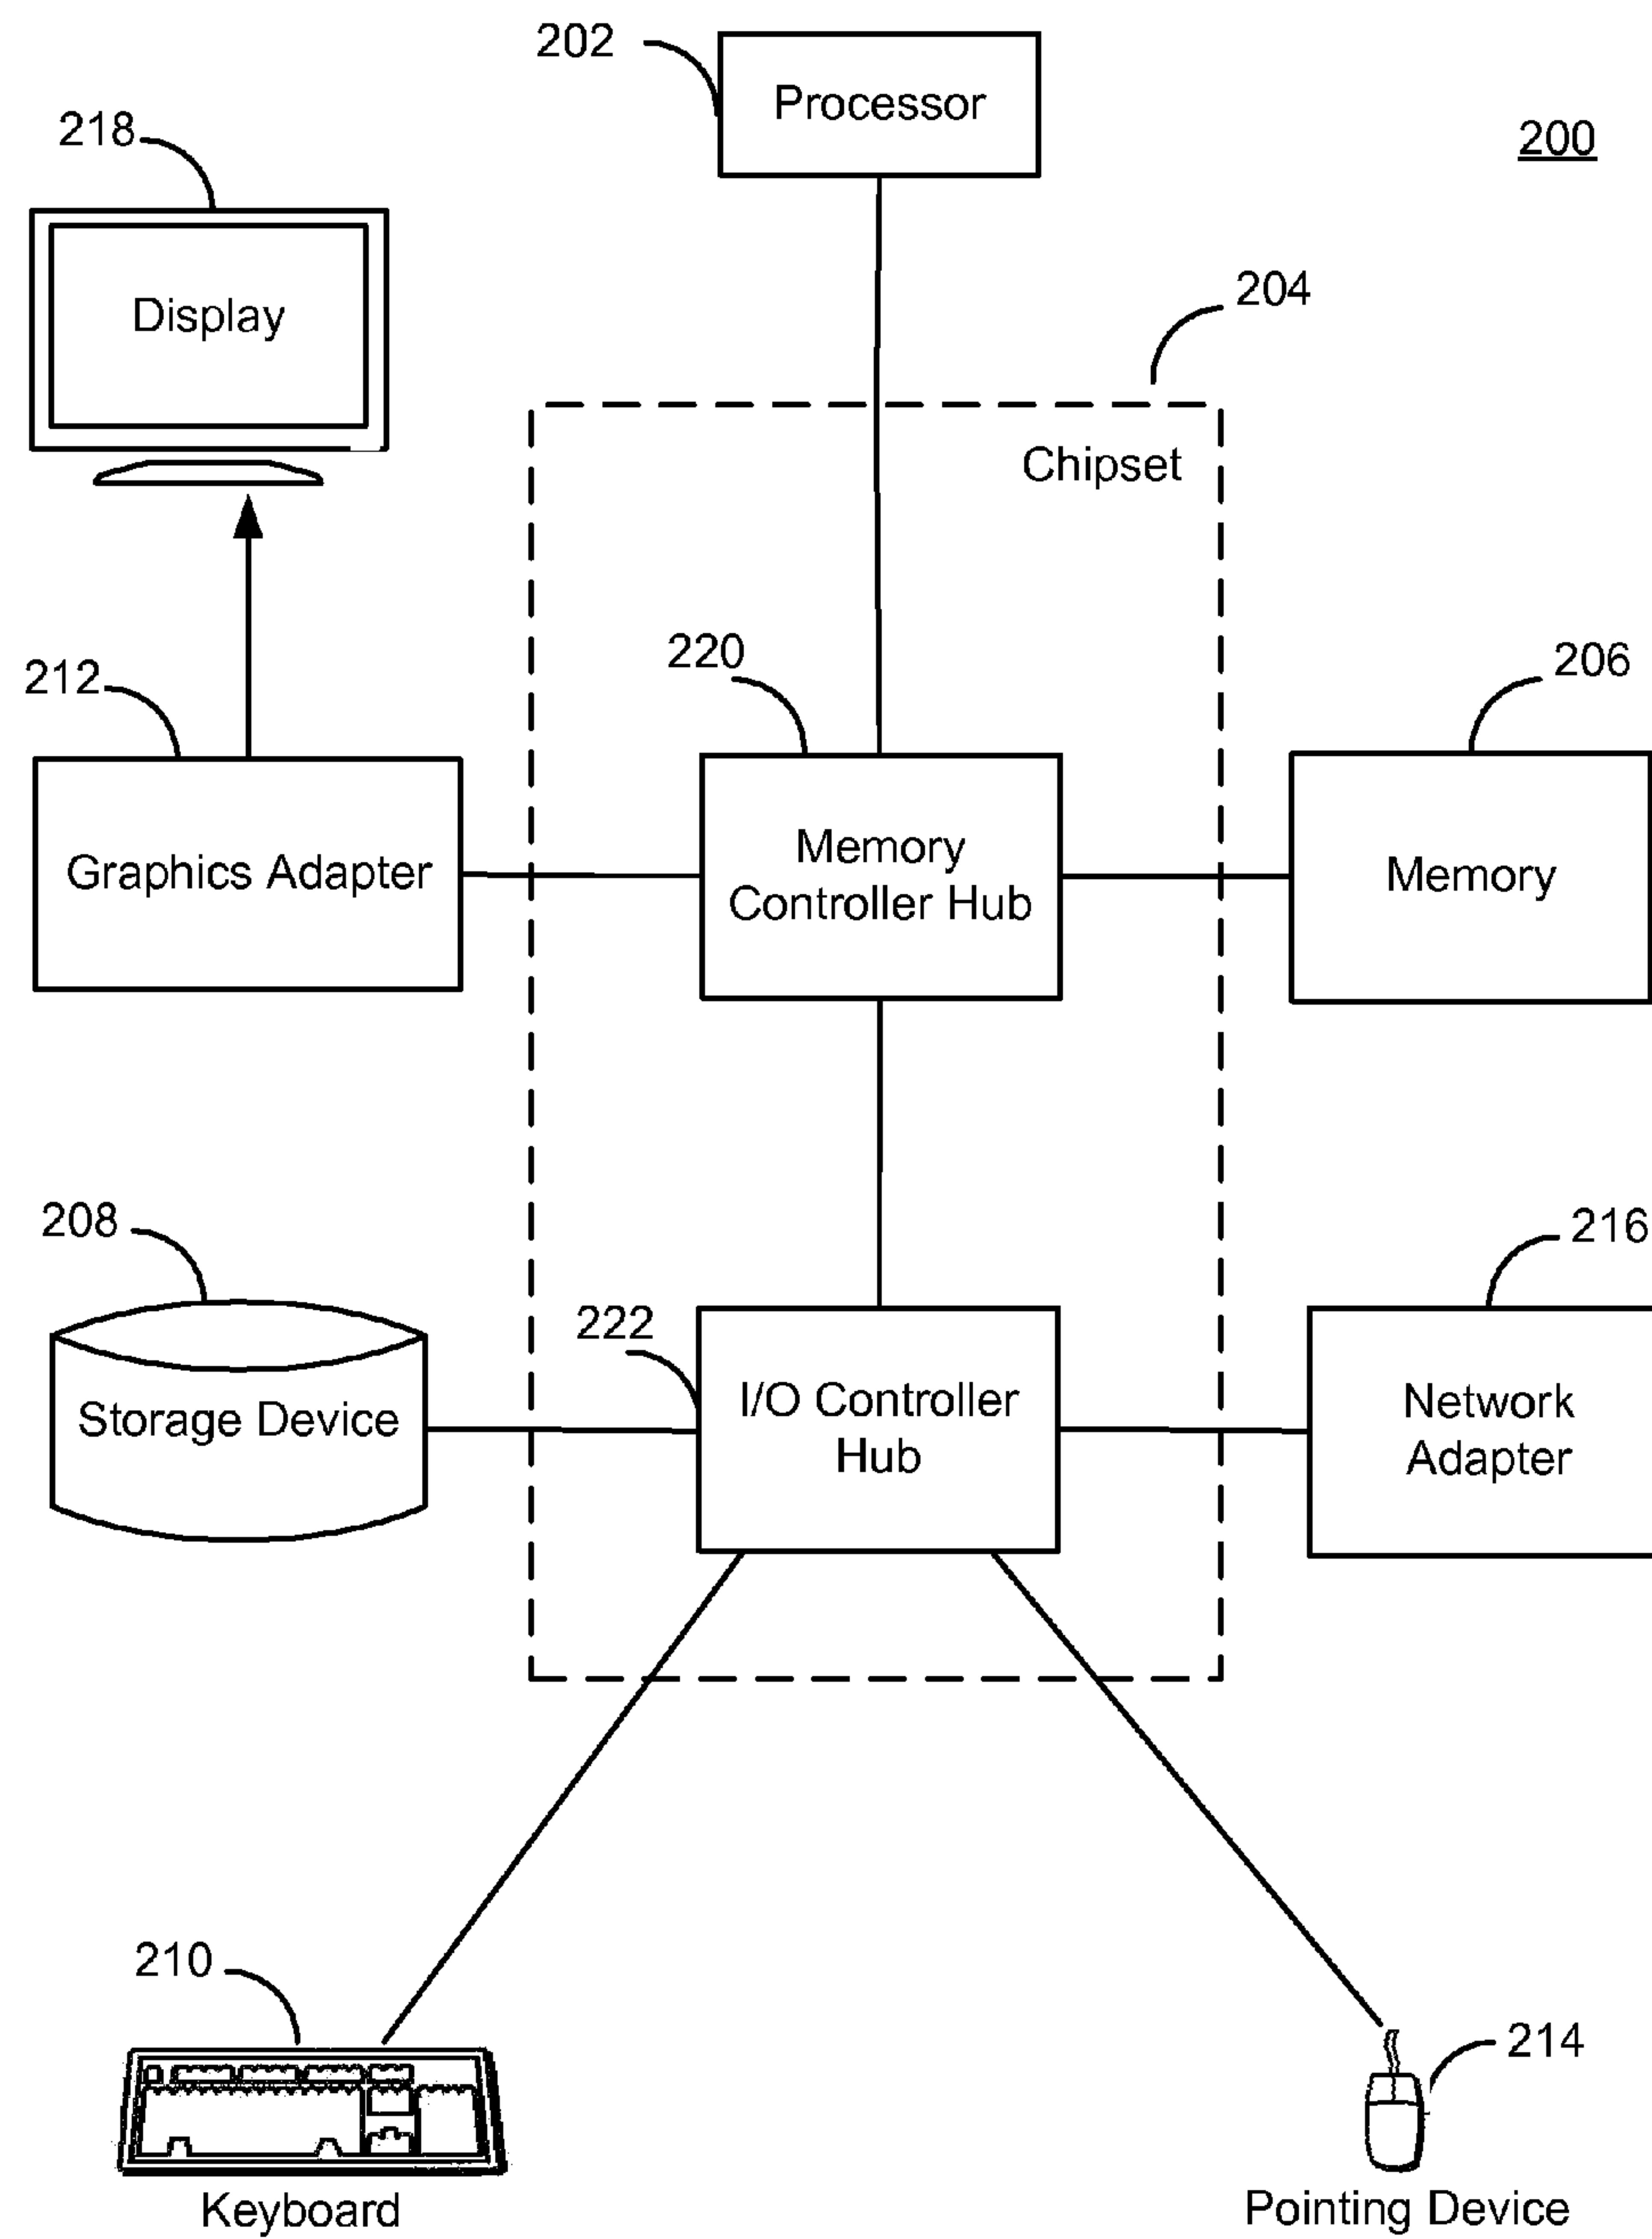 202
Processor
200
218
Display
204
Chipset
212
220
206
Graphics Adapter
Memory
Controller Hub
Memory
208
222
216
Storage Device
I/O Controller
Hub
Network
Adapter
210
214
Keyboard
Pointing Device